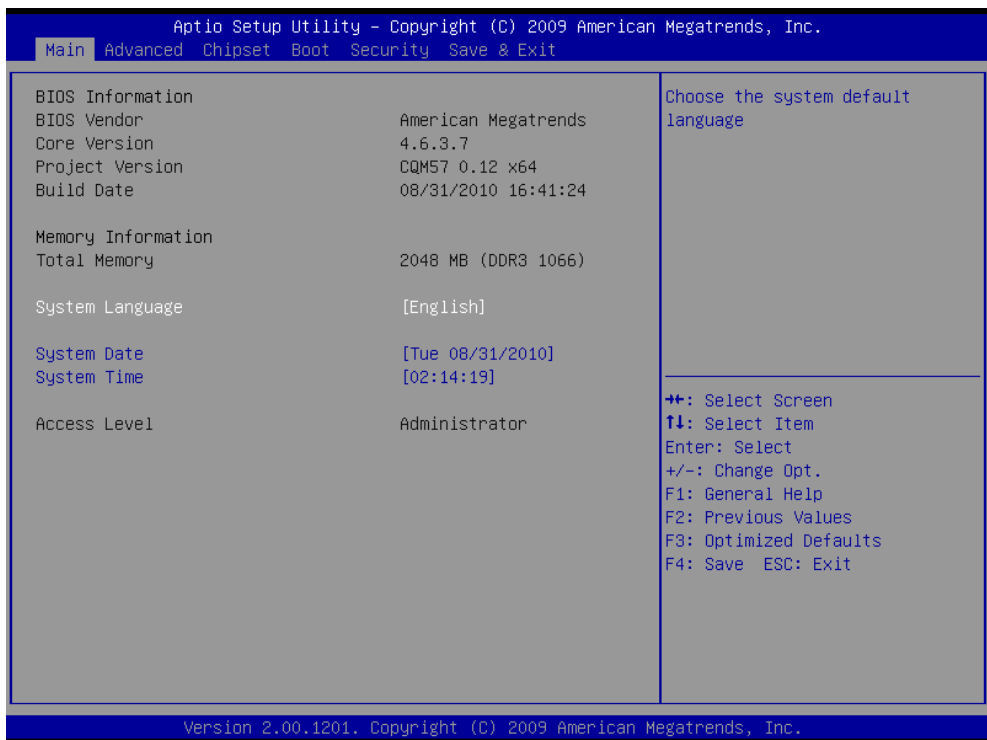 Aptio Setup Utility – Copyright (C) 2009 American Megatrends, Inc.
Main Advanced Chipset Boot Security Save & Exit
BIOS Information
BIOS Vendor American Megatrends
Core Version 4.6.3.7
Project Version CQM57 0.12 x64
Build Date 08/31/2010 16:41:24
Memory Information
Total Memory 2048 MB (DDR3 1066)
System Language [English]
System Date [Tue 08/31/2010]
System Time [02:14:19]
Access Level Administrator
Choose the system default
language
→←: Select Screen
↑↓: Select Item
Enter: Select
+/-: Change Opt.
F1: General Help
F2: Previous Values
F3: Optimized Defaults
F4: Save ESC: Exit
Version 2.00.1201. Copyright (C) 2009 American Megatrends, Inc.